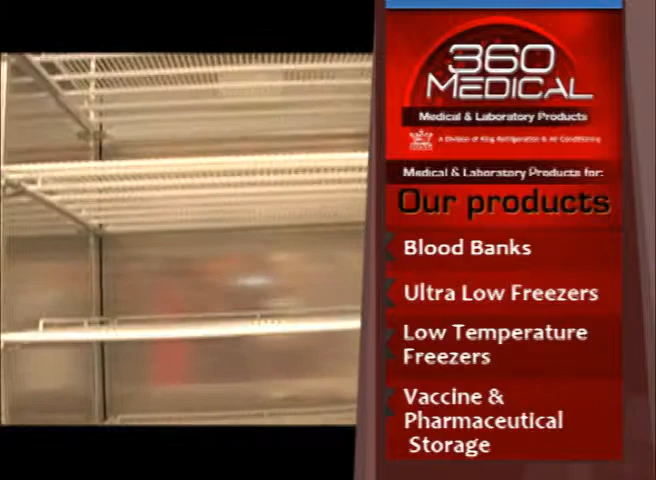 360
MEDICAL
Medical & Laboratory Products
A Division of King Refrigeration & Air Conditioning
Medical & Laboratory Products for:
Our products
Blood Banks
Ultra Low Freezers
Low Temperature
Freezers
Vaccine &
Pharmaceutical
Storage